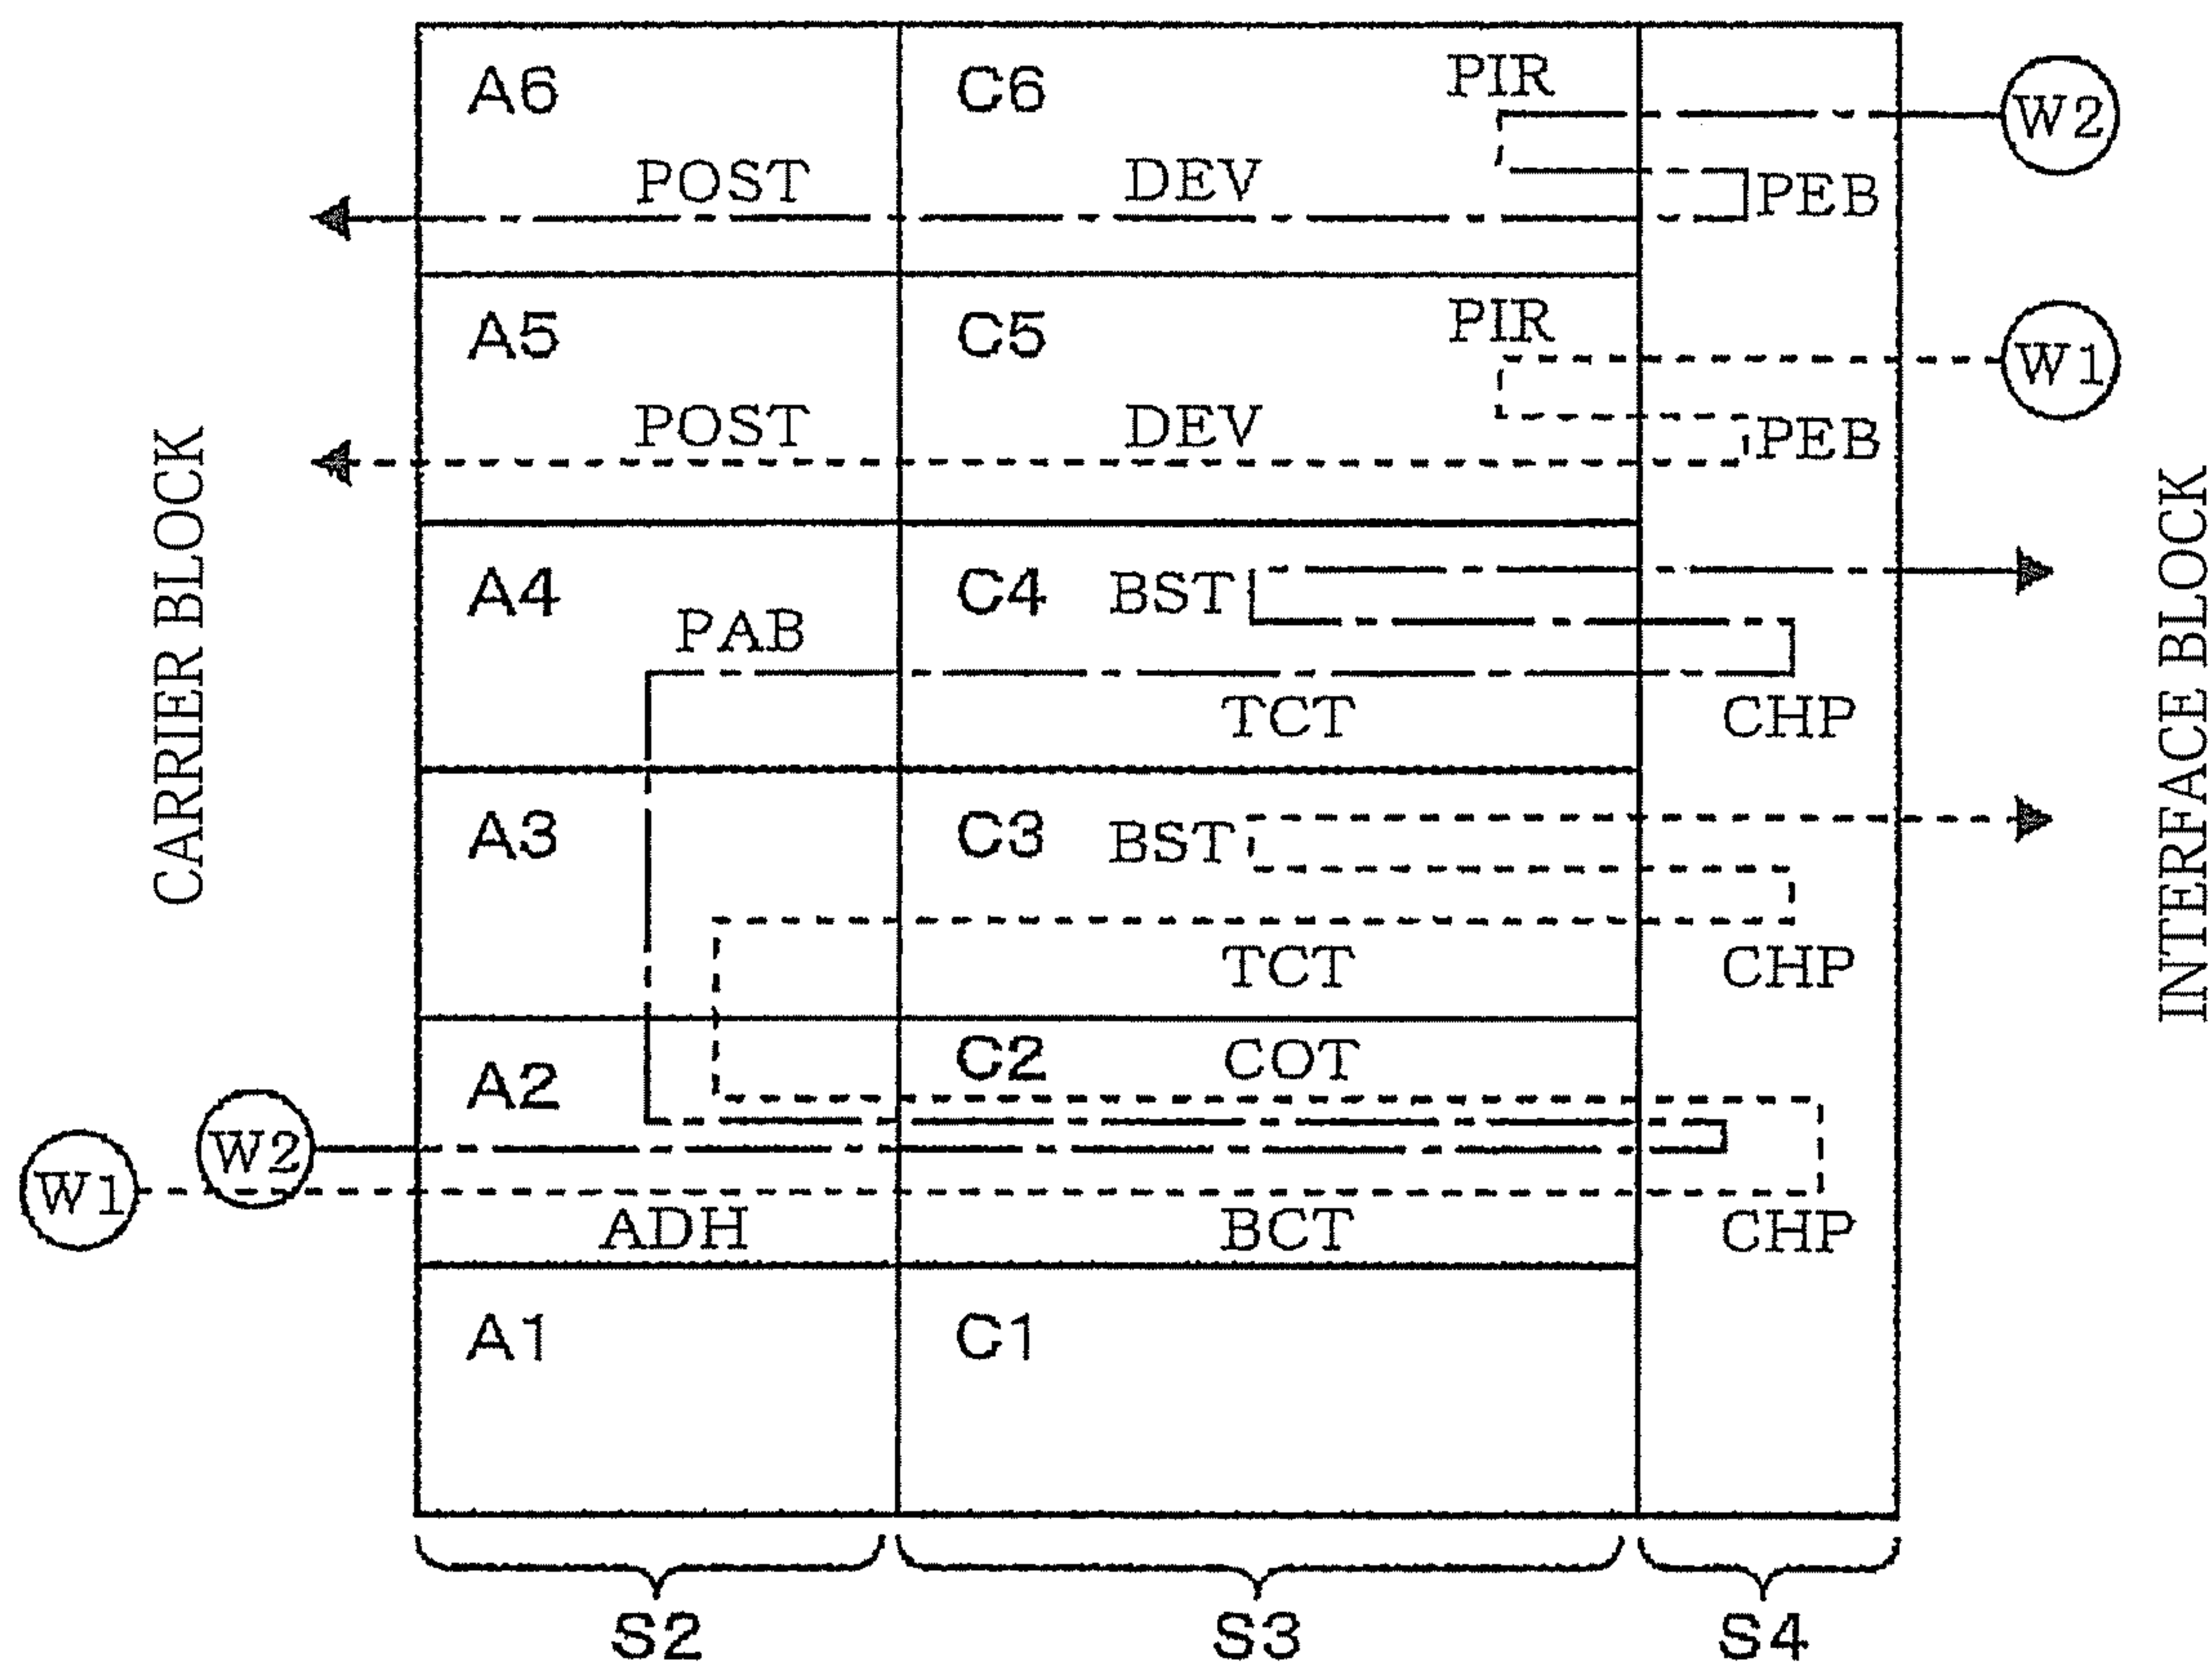 A6
C6
PIR
W2
POST
DEV
PEB
A5
C5
PIR
W1
POST
DEV
PEB
CARRIER BLOCK
INTERFACE BLOCK
A4
C4
BST
PAB
TCT
CHP
A3
C3
BST
TCT
CHP
A2
C2
COT
W2
W1
ADH
BCT
CHP
A1
C1
S2
S3
S4